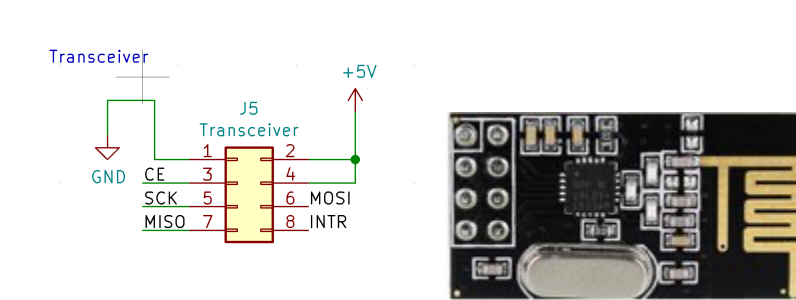 Transceiver
+5V
J5
Transceiver
GND
1 2
CE 3 4
SCK 5 6 MOSI
MISO 7 8 INTR